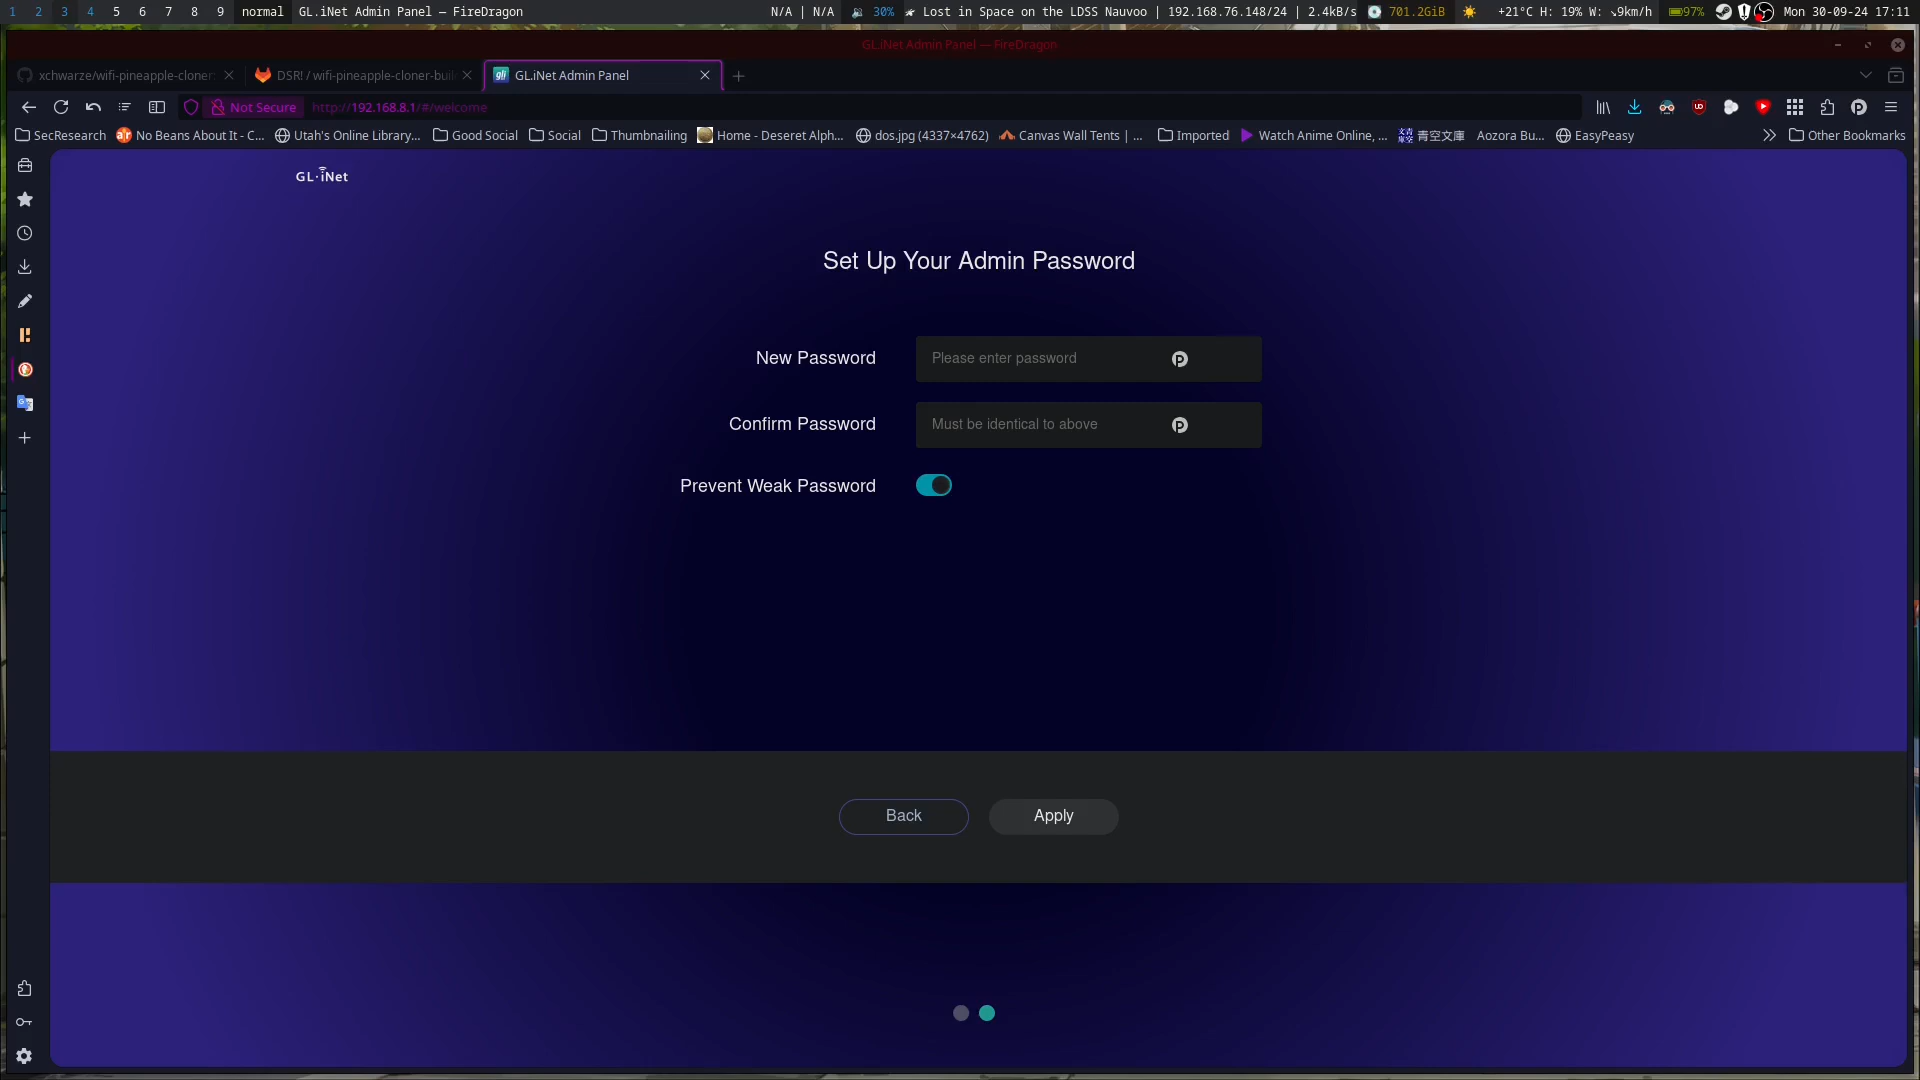 1 2 3 4 5 6 7 8 9 normal GL.iNet Admin Panel — FireDragon N/A | N/A 30% Lost in Space on the LDSS Nauvoo | 192.168.76.148/24 | 2.4kB/s 701.2GiB +21°C H: 19% W: ↘9km/h 97% Mon 30-09-24 17:11
GL.iNet Admin Panel — FireDragon
xchwarze/wifi-pineapple-cloner: DSR! / wifi-pineapple-cloner-buil gli GL.iNet Admin Panel
Not Secure http://192.168.8.1/#/welcome
SecResearch No Beans About It - C... Utah's Online Library... Good Social Social Thumbnailing Home - Deseret Alph... dos.jpg (4337×4762) Canvas Wall Tents | ... Imported Watch Anime Online, ... 青空文庫 Aozora Bu... EasyPeasy Other Bookmarks
GL·iNet
Set Up Your Admin Password
New Password Please enter password
Confirm Password Must be identical to above
Prevent Weak Password
Back Apply